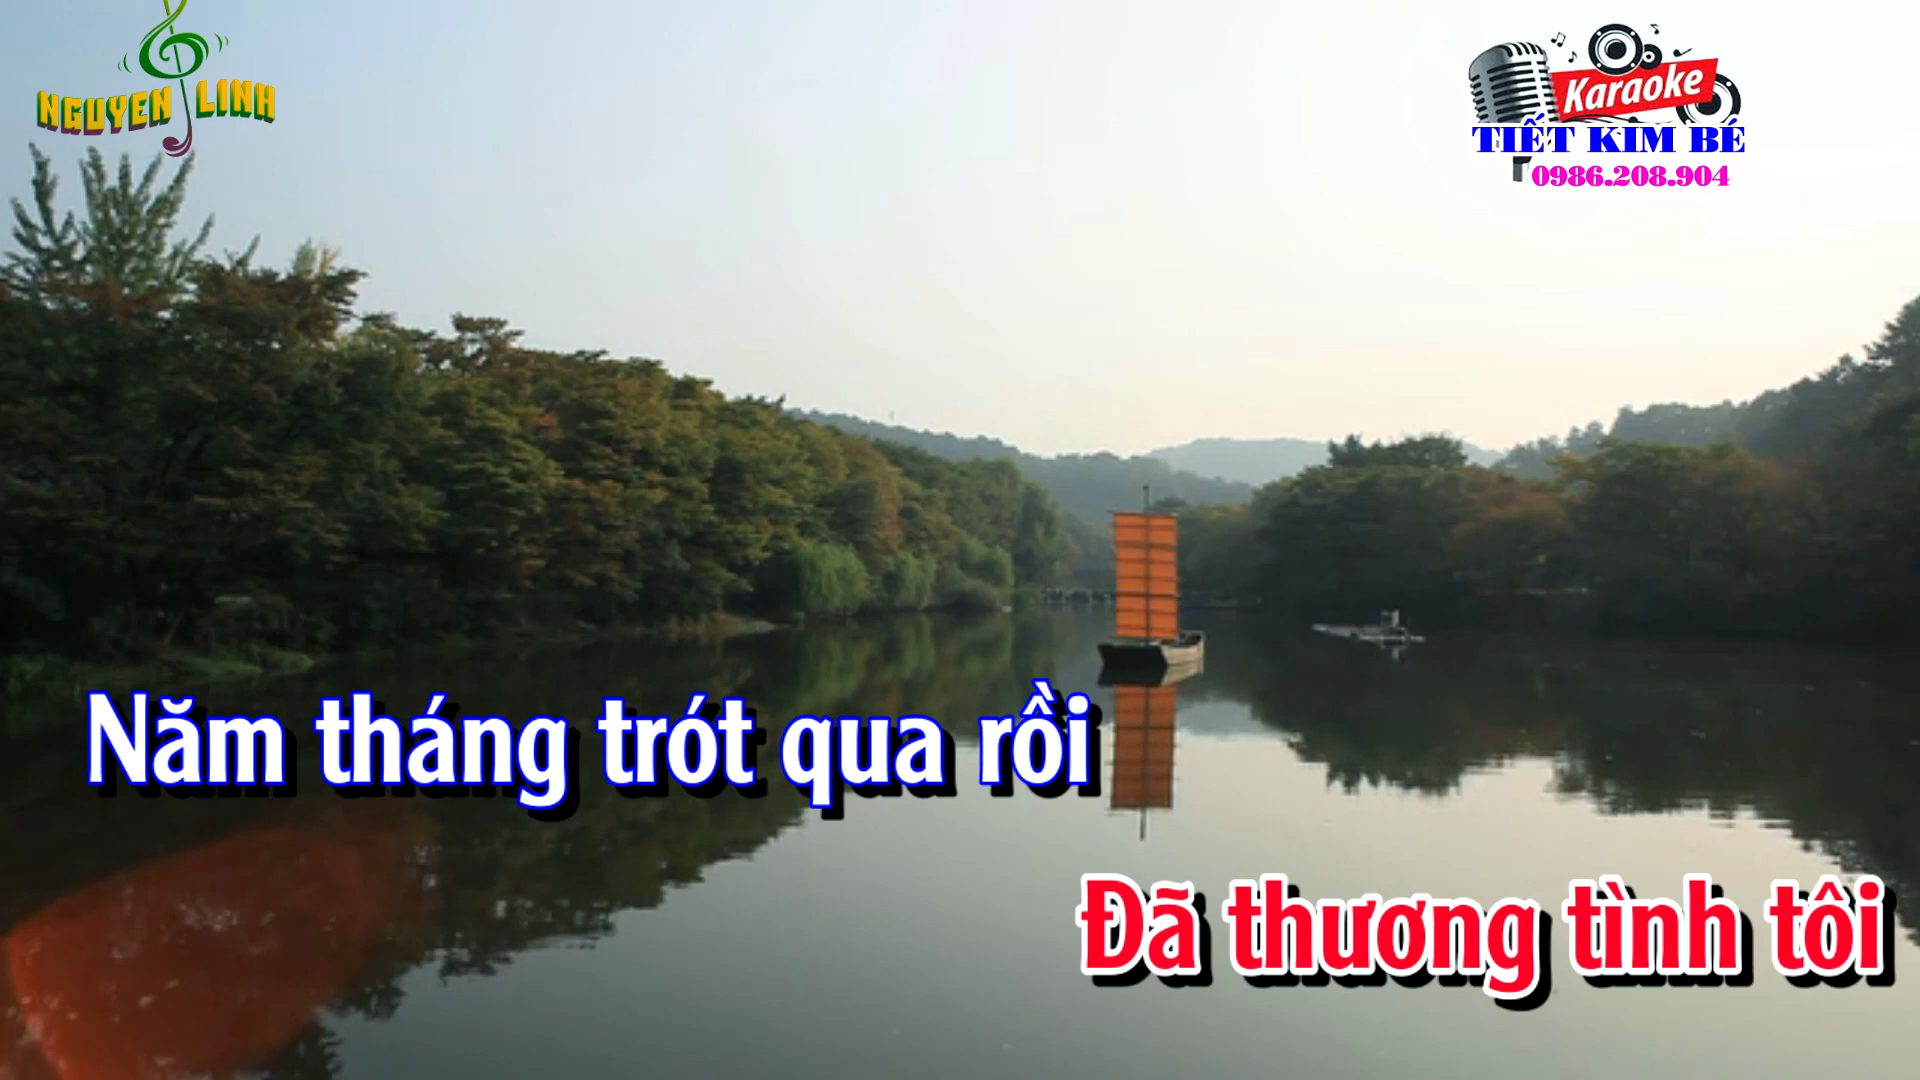 NGUYEN LINH
Karaoke
TIẾT KIM BÉ
0986.208.904
Năm tháng trót qua rồi
Đã thương tình tôi